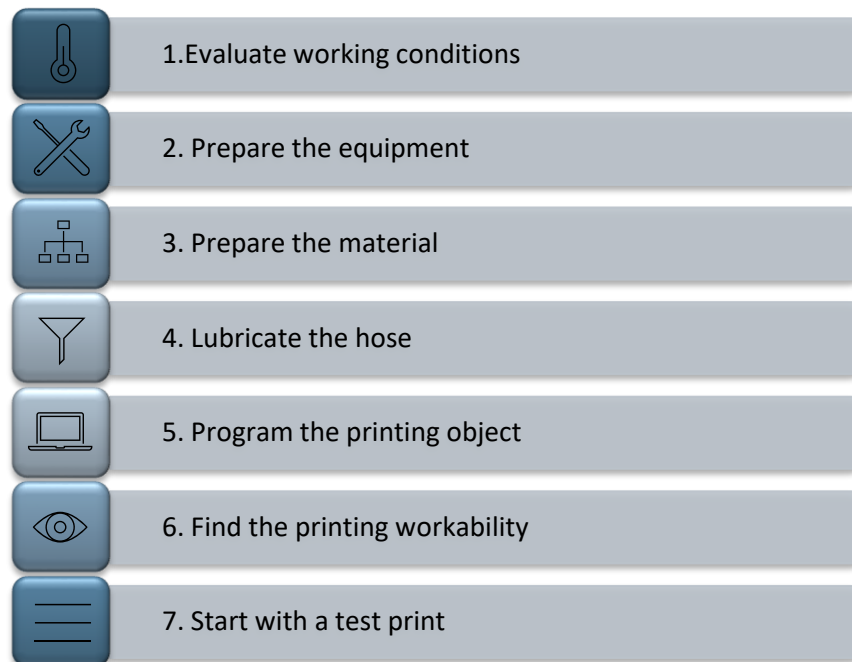 1.Evaluate working conditions
2. Prepare the equipment
3. Prepare the material
4. Lubricate the hose
5. Program the printing object
6. Find the printing workability
7. Start with a test print